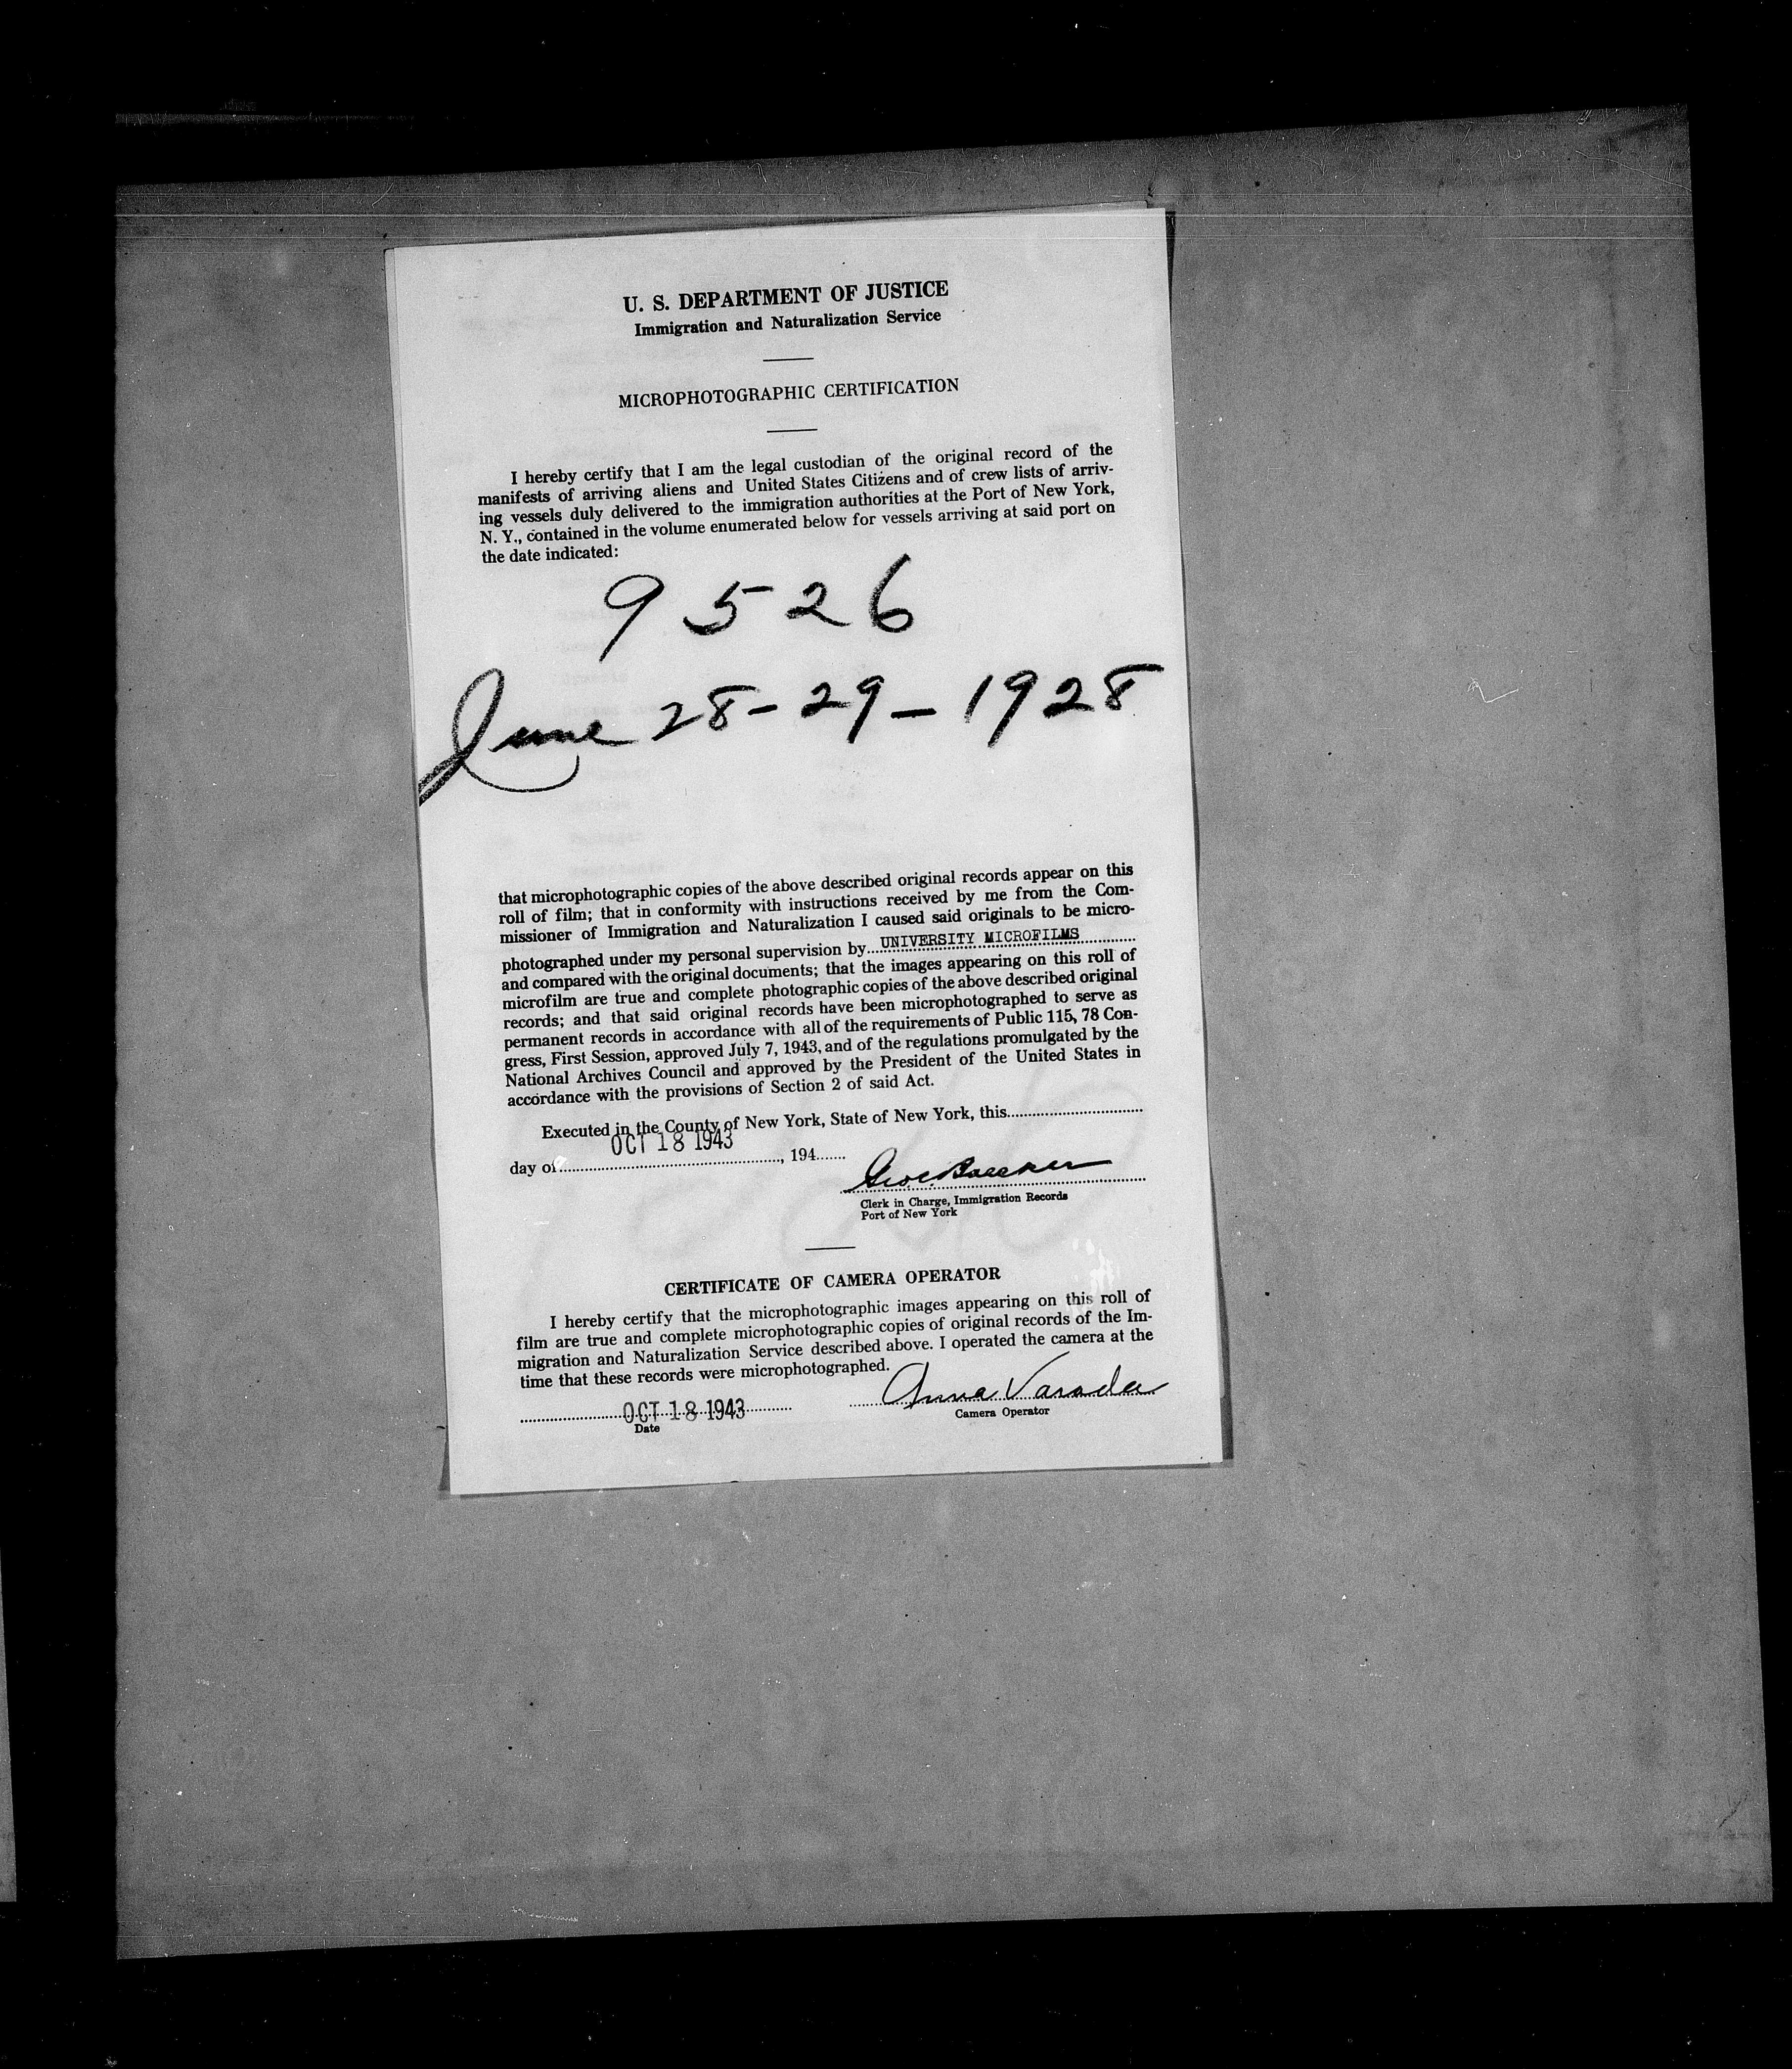 U. S. DEPARTMENT OF JUSTICE
Immigration and Naturalization Service
MICROPHOTOGRAPHIC CERTIFICATION
I hereby certify that I am the legal custodian of the original record of the
manifests of arriving aliens and United States Citizens and of crew lists of arriv-
ing vessels duly delivered to the immigration authorities at the Port of New York,
N. Y., contained in the volume enumerated below for vessels arriving at said port on
the date indicated:
9526
June 28-29-1928
that microphotographic copies of the above described original records appear on this
roll of film; that in conformity with instructions received by me from the Com-
missioner of Immigration and Naturalization I caused said originals to be micro-
photographed under my personal supervision by UNIVERSITY MICROFILMS
and compared with the original documents; that the images appearing on this roll of
microfilm are true and complete photographic copies of the above described original
records; and that said original records have been microphotographed to serve as
permanent records in accordance with all of the requirements of Public 115, 78 Con-
gress, First Session, approved July 7, 1943, and of the regulations promulgated by the
National Archives Council and approved by the President of the United States in
accordance with the provisions of Section 2 of said Act.
Executed in the County of New York, State of New York, this
OCT 18 1943
day of , 194
Clerk in Charge, Immigration Records
Port of New York
CERTIFICATE OF CAMERA OPERATOR
I hereby certify that the microphotographic images appearing on this roll of
film are true and complete microphotographic copies of original records of the Im-
migration and Naturalization Service described above. I operated the camera at the
time that these records were microphotographed.
Anna Varada
OCT 18 1943
Camera Operator
Date